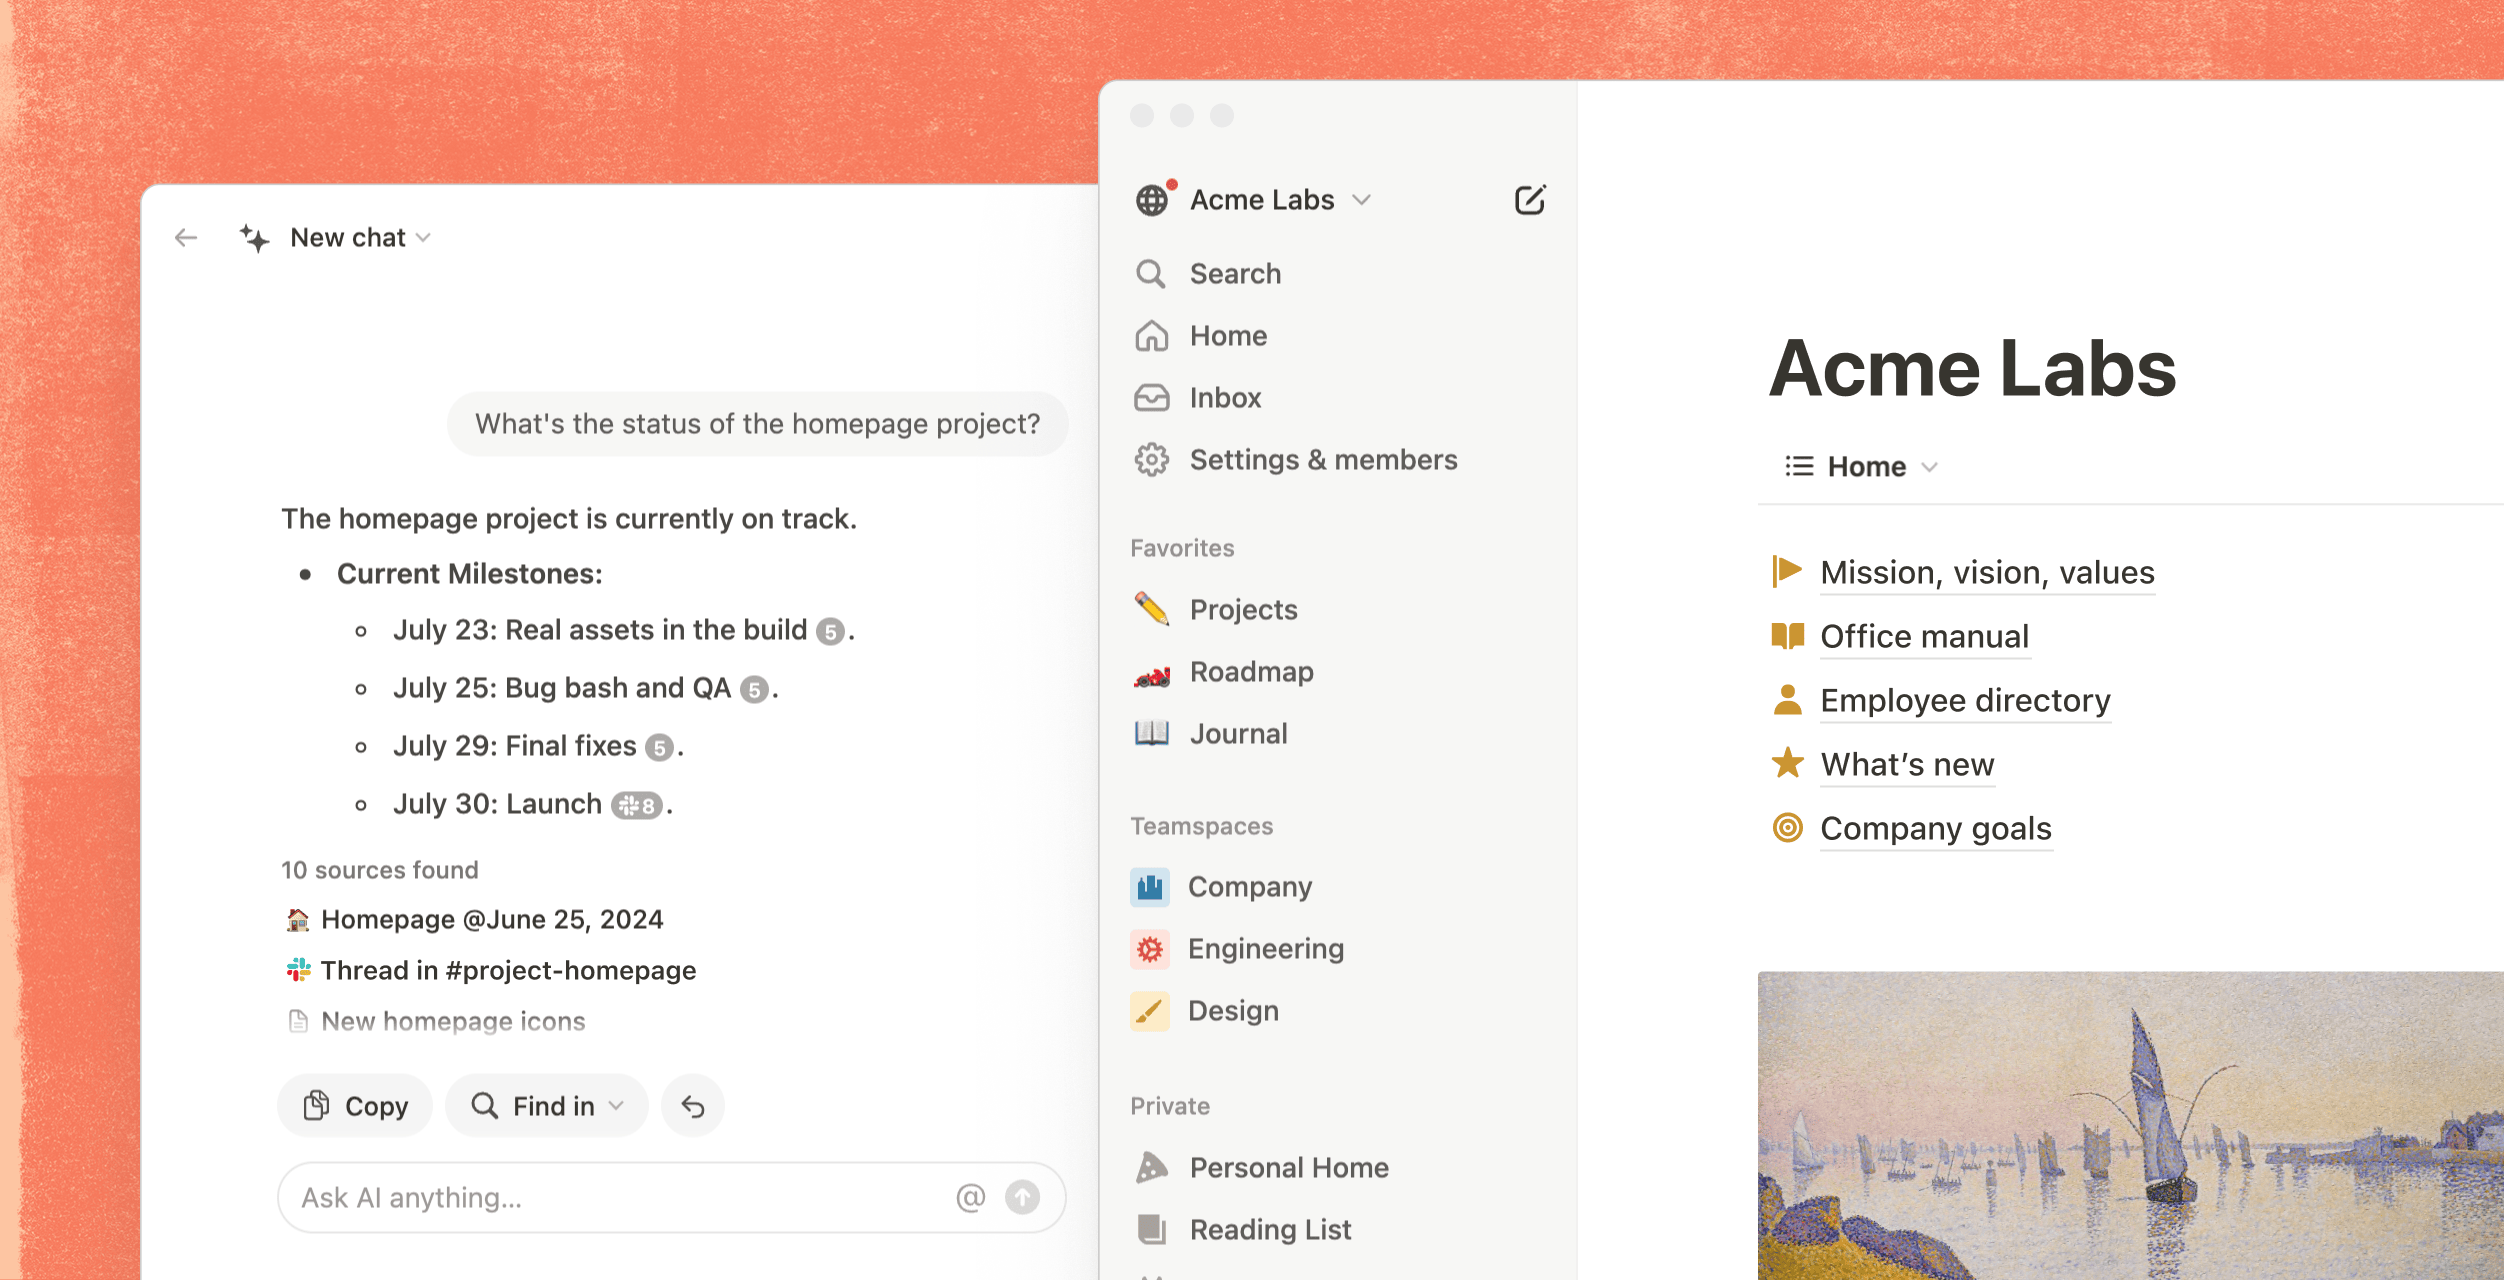 New chat
What's the status of the homepage project?
The homepage project is currently on track.
• Current Milestones:
◦ July 23: Real assets in the build 5.
◦ July 25: Bug bash and QA 5.
◦ July 29: Final fixes 5.
◦ July 30: Launch 8.
10 sources found
Homepage @June 25, 2024
Thread in #project-homepage
New homepage icons
Copy
Find in
Ask AI anything...
@
Acme Labs
Search
Home
Inbox
Settings & members
Favorites
Projects
Roadmap
Journal
Teamspaces
Company
Engineering
Design
Private
Personal Home
Reading List
Acme Labs
Home
Mission, vision, values
Office manual
Employee directory
What’s new
Company goals